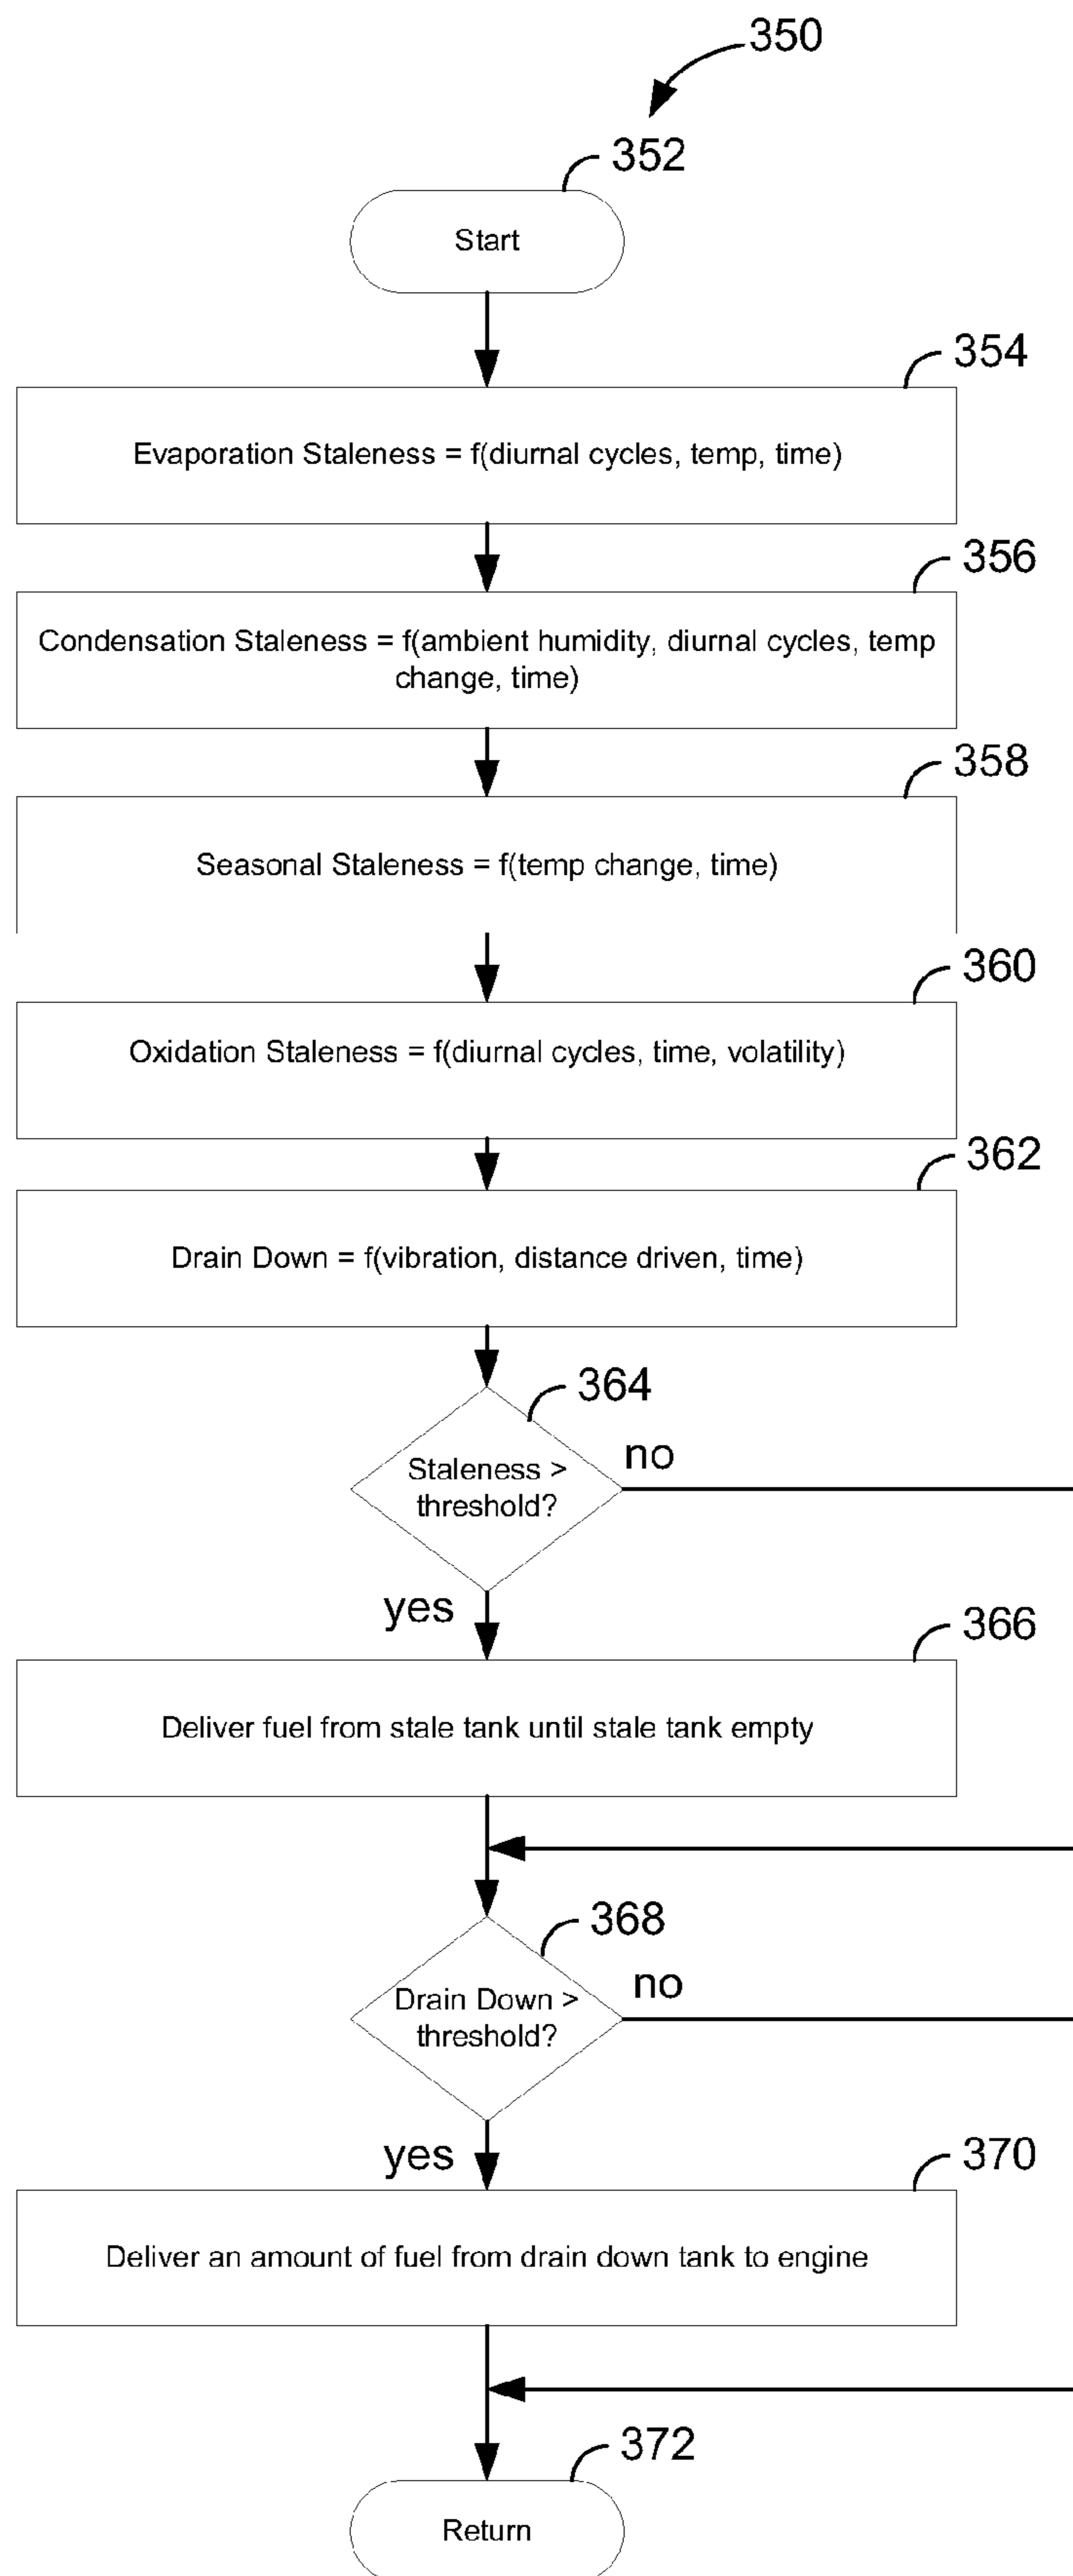 350
352
Start
354
Evaporation Staleness = f(diurnal cycles, temp, time)
356
Condensation Staleness = f(ambient humidity, diurnal cycles, temp
change, time)
358
Seasonal Staleness = f(temp change, time)
360
Oxidation Staleness = f(diurnal cycles, time, volatility)
362
Drain Down = f(vibration, distance driven, time)
364
no
Staleness >
threshold?
yes
366
Deliver fuel from stale tank until stale tank empty
368
no
Drain Down >
threshold?
yes
370
Deliver an amount of fuel from drain down tank to engine
372
Return